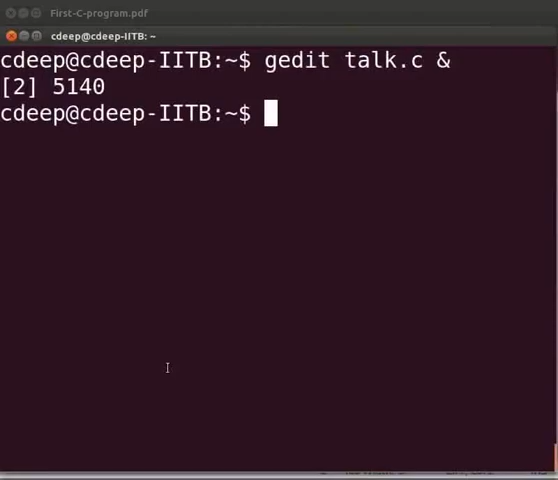 First-C-program.pdf
cdeep@cdeep-IITB: ~
cdeep@cdeep-IITB:~$ gedit talk.c &
[2] 5140
cdeep@cdeep-IITB:~$